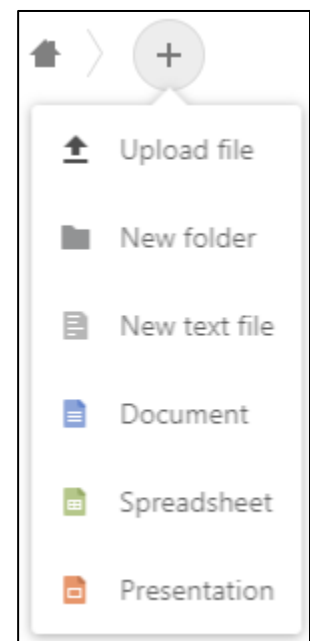 Upload file
New folder
New text file
Document
Spreadsheet
Presentation